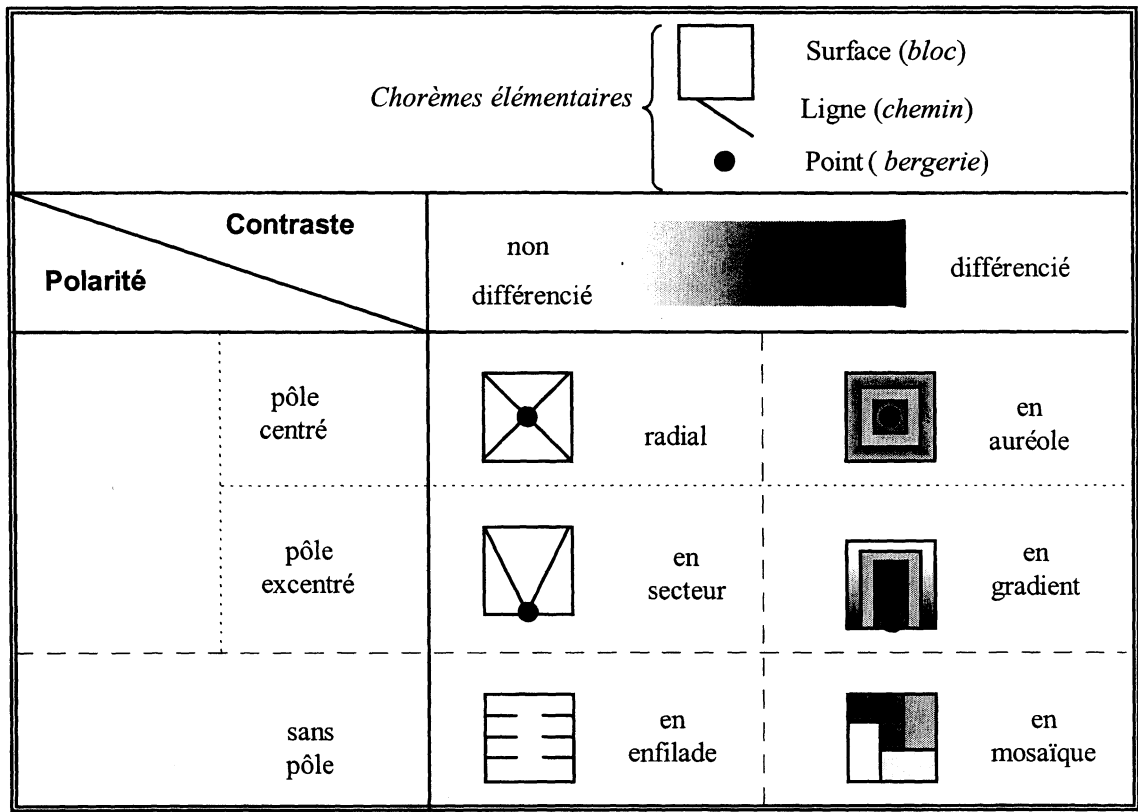 Surface (bloc)
Chorèmes élémentaires
Ligne (chemin)
Point ( bergerie)
Contraste
Polarité
non
différencié
différencié
pôle
centré
radial
en
auréole
pôle
excentré
en
secteur
en
gradient
sans
pôle
en
enfilade
en
mosaïque